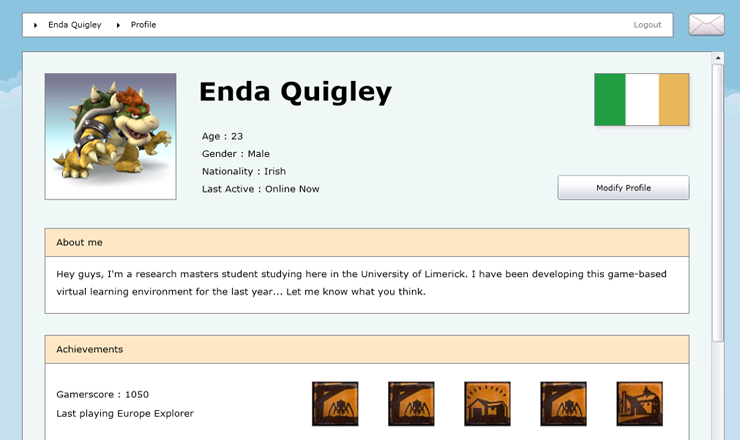 Enda Quigley Profile Logout
Enda Quigley
Age : 23
Gender : Male
Nationality : Irish
Last Active : Online Now
Modify Profile
About me
Hey guys, I'm a research masters student studying here in the University of Limerick. I have been developing this game-based
virtual learning environment for the last year... Let me know what you think.
Achievements
Gamerscore : 1050
Last playing Europe Explorer